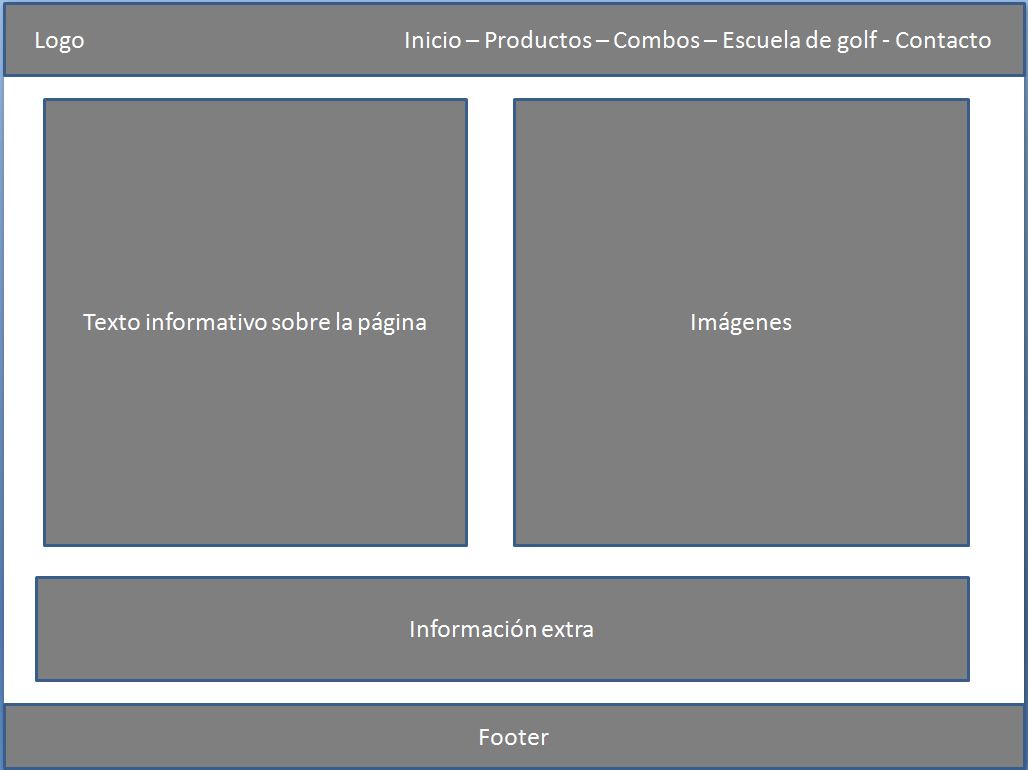 Logo
Inicio – Productos – Combos – Escuela de golf - Contacto
Texto informativo sobre la página
Imágenes
Información extra
Footer